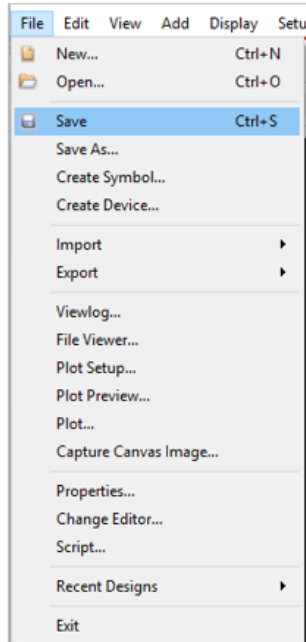 File Edit View Add Display Setu
New... Ctrl+N
Open... Ctrl+O
Save Ctrl+S
Save As...
Create Symbol...
Create Device...
Import
Export
Viewlog...
File Viewer...
Plot Setup...
Plot Preview...
Plot...
Capture Canvas Image...
Properties...
Change Editor...
Script...
Recent Designs
Exit